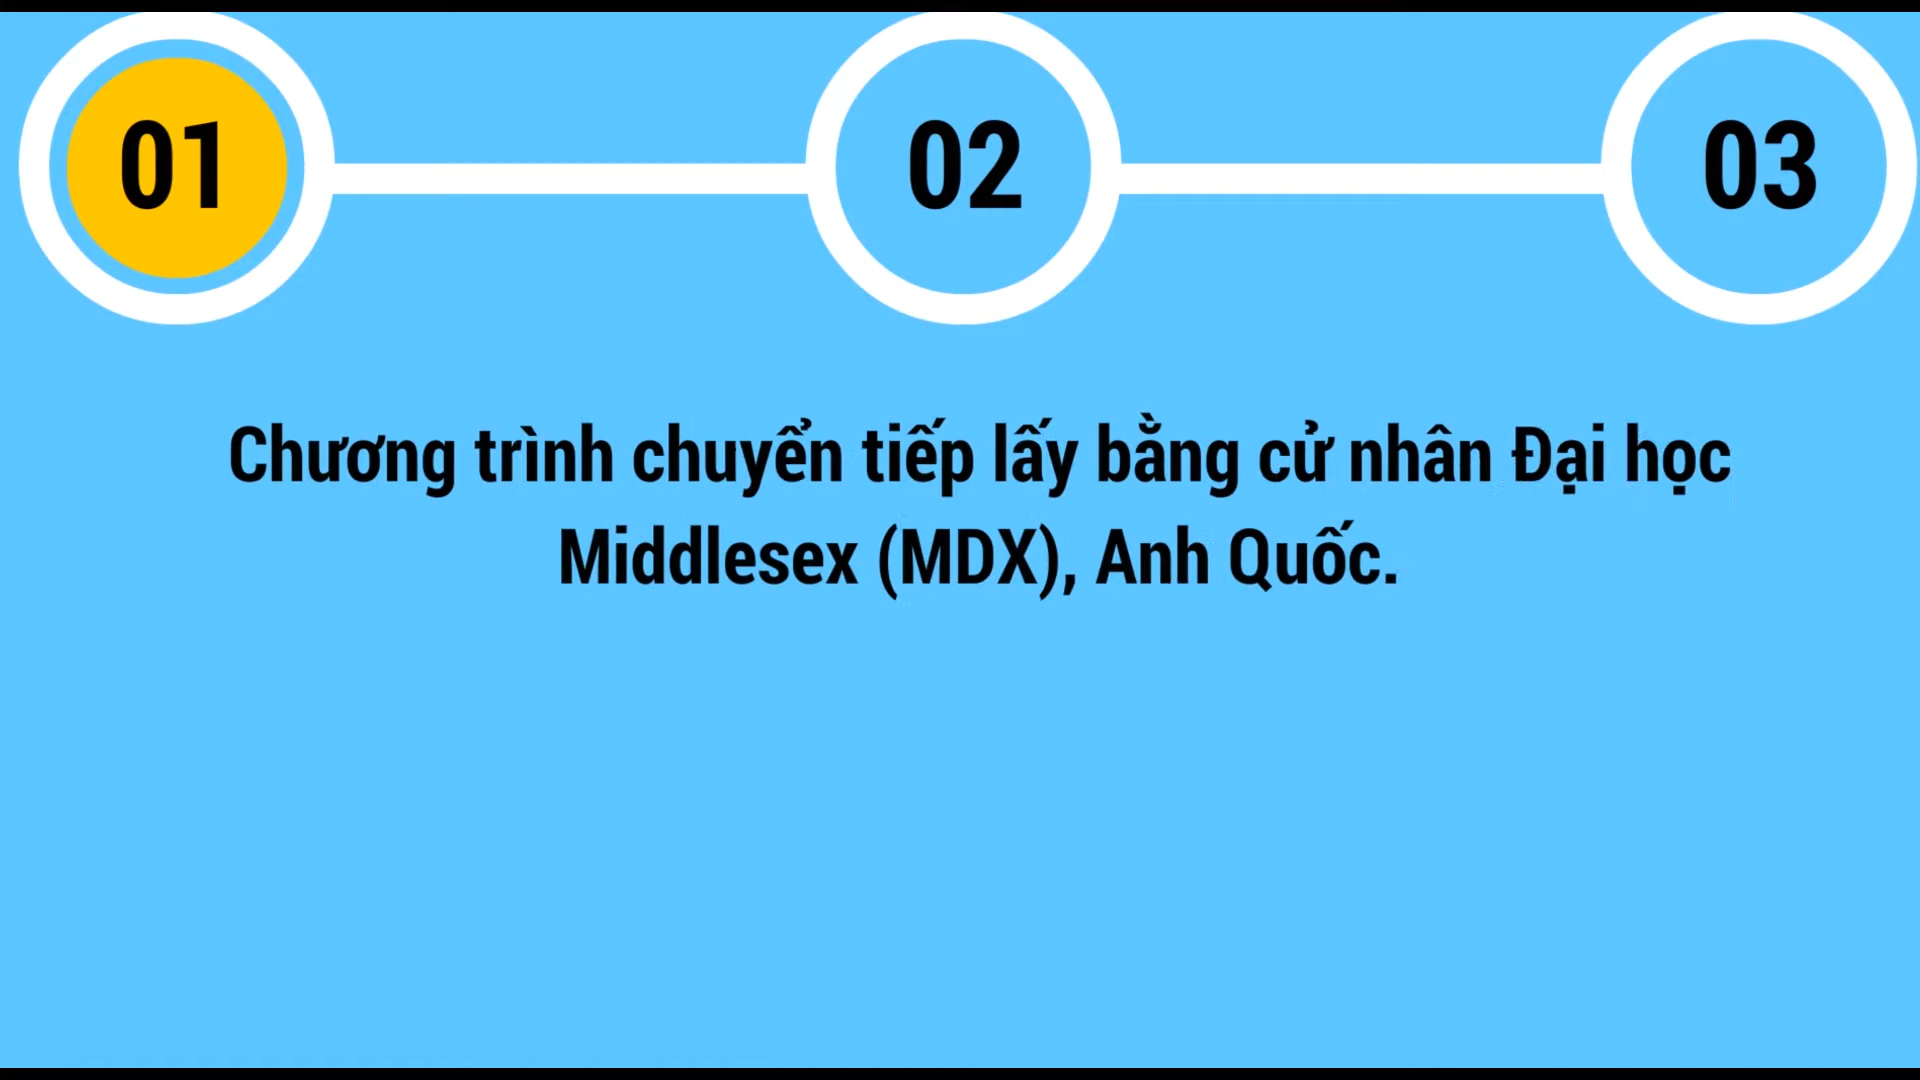 01 02 03
Chương trình chuyển tiếp lấy bằng cử nhân Đại học
Middlesex (MDX), Anh Quốc.